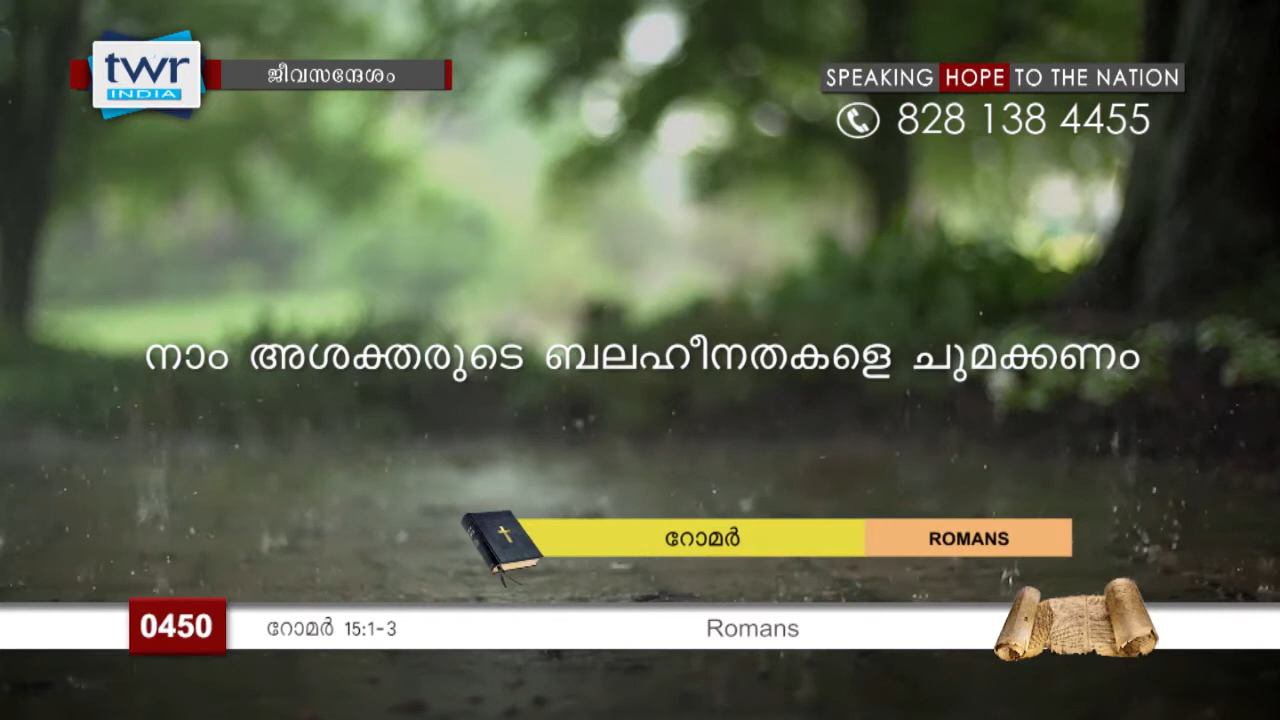 twr
INDIA
ജീവസന്ദേശം
SPEAKING HOPE TO THE NATION
828 138 4455
നാം അശക്തരുടെ ബലഹീനതകളെ ചുമക്കണം
റോമർ ROMANS
0450 റോമർ 15:1-3 Romans